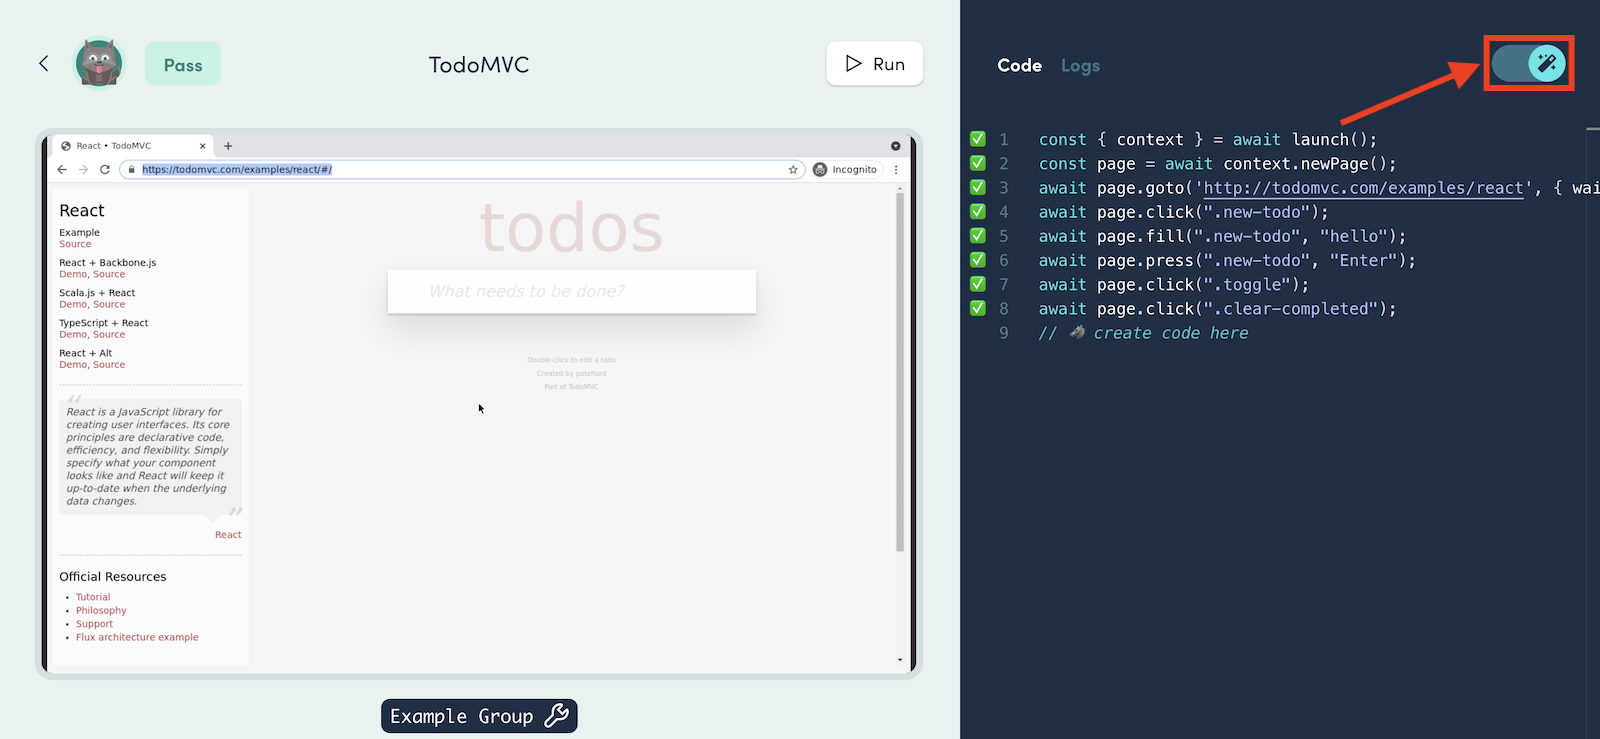 Pass
TodoMVC
Run
React • TodoMVC
https://todomvc.com/examples/react/#/
Incognito
React
Example
Source
React + Backbone.js
Demo, Source
Scala.js + React
Demo, Source
TypeScript + React
Demo, Source
React + Alt
Demo, Source
“
React is a JavaScript library for
creating user interfaces. Its core
principles are declarative code,
efficiency, and flexibility. Simply
specify what your component
looks like and React will keep it
up-to-date when the underlying
data changes.
”
React
Official Resources
• Tutorial
• Philosophy
• Support
• Flux architecture example
todos
What needs to be done?
Double-click to edit a todo
Created by petehunt
Part of TodoMVC
Example Group
Code Logs
1 const { context } = await launch();
2 const page = await context.newPage();
3 await page.goto('http://todomvc.com/examples/react', { wai
4 await page.click(".new-todo");
5 await page.fill(".new-todo", "hello");
6 await page.press(".new-todo", "Enter");
7 await page.click(".toggle");
8 await page.click(".clear-completed");
9 // 🐺 create code here